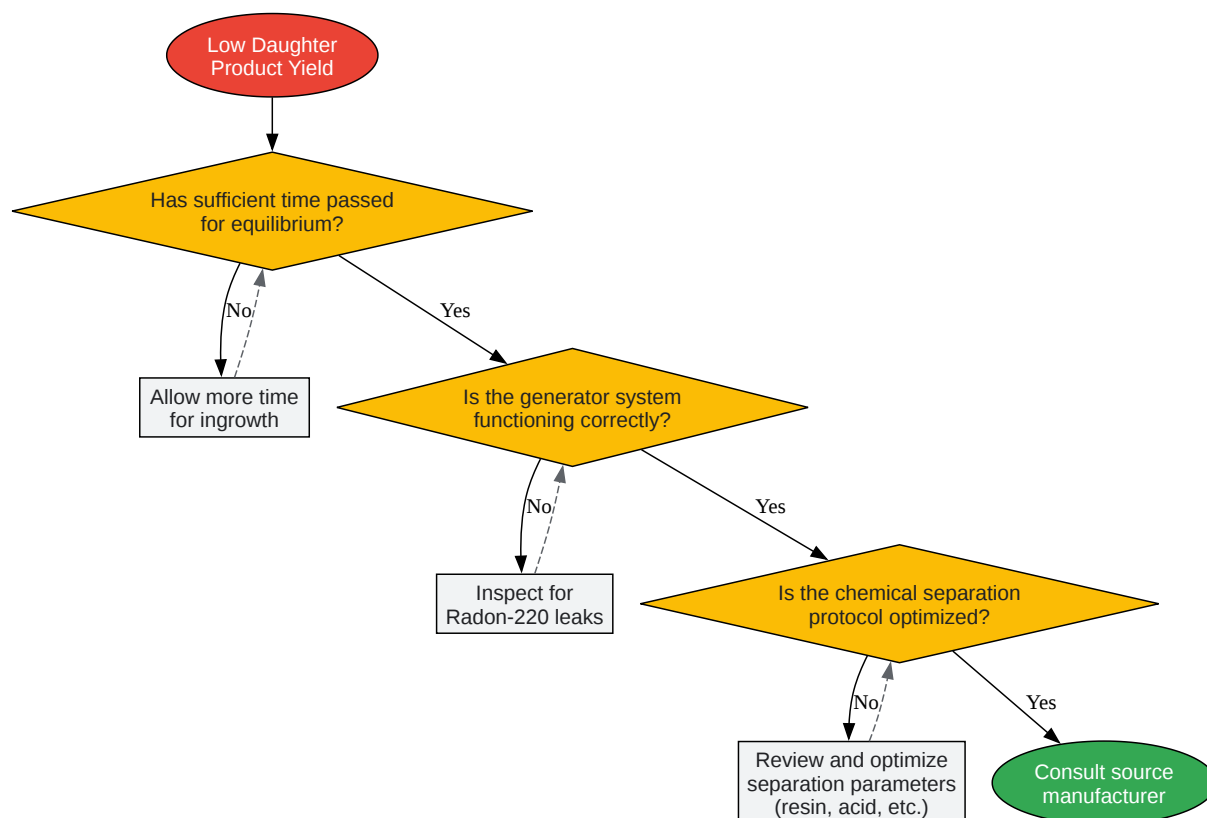 Low Daughter
Product Yield
Has sufficient time passed
for equilibrium?
No
Yes
Allow more time
for ingrowth
Is the generator system
functioning correctly?
No
Yes
Inspect for
Radon-220 leaks
Is the chemical separation
protocol optimized?
No
Yes
Review and optimize
separation parameters
(resin, acid, etc.)
Consult source
manufacturer